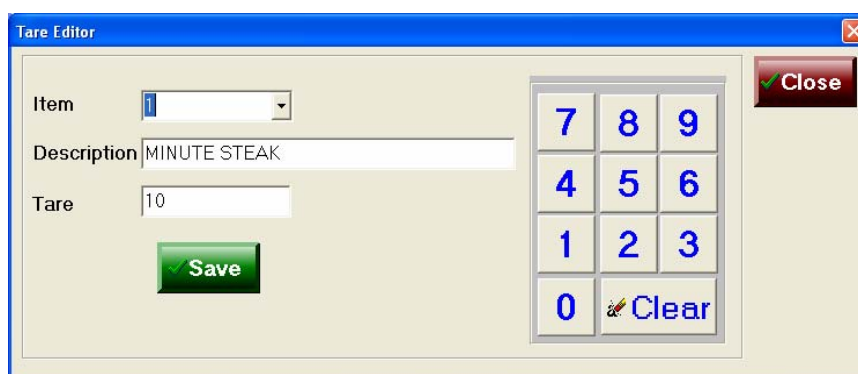 Tare Editor
Close
Item 1
Description MINUTE STEAK
Tare 10
Save
7 8 9
4 5 6
1 2 3
0 Clear